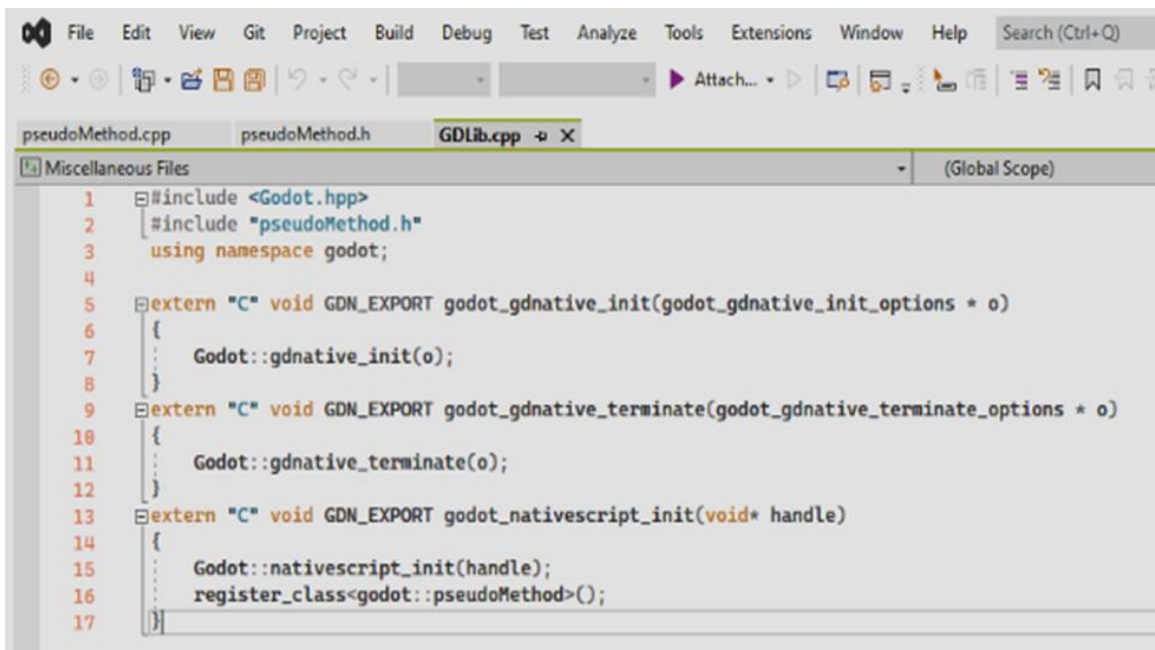 File Edit View Git Project Build Debug Test Analyze Tools Extensions Window Help Search (Ctrl+Q)
Attach...
pseudoMethod.cpp pseudoMethod.h GDLib.cpp
Miscellaneous Files (Global Scope)
1 #include <Godot.hpp>
2 #include "pseudoMethod.h"
3 using namespace godot;
4
5 extern "C" void GDN_EXPORT godot_gdnative_init(godot_gdnative_init_options * o)
6 {
7 Godot::gdnative_init(o);
8 }
9 extern "C" void GDN_EXPORT godot_gdnative_terminate(godot_gdnative_terminate_options * o)
10 {
11 Godot::gdnative_terminate(o);
12 }
13 extern "C" void GDN_EXPORT godot_nativescript_init(void* handle)
14 {
15 Godot::nativescript_init(handle);
16 register_class<godot::pseudoMethod>();
17 }